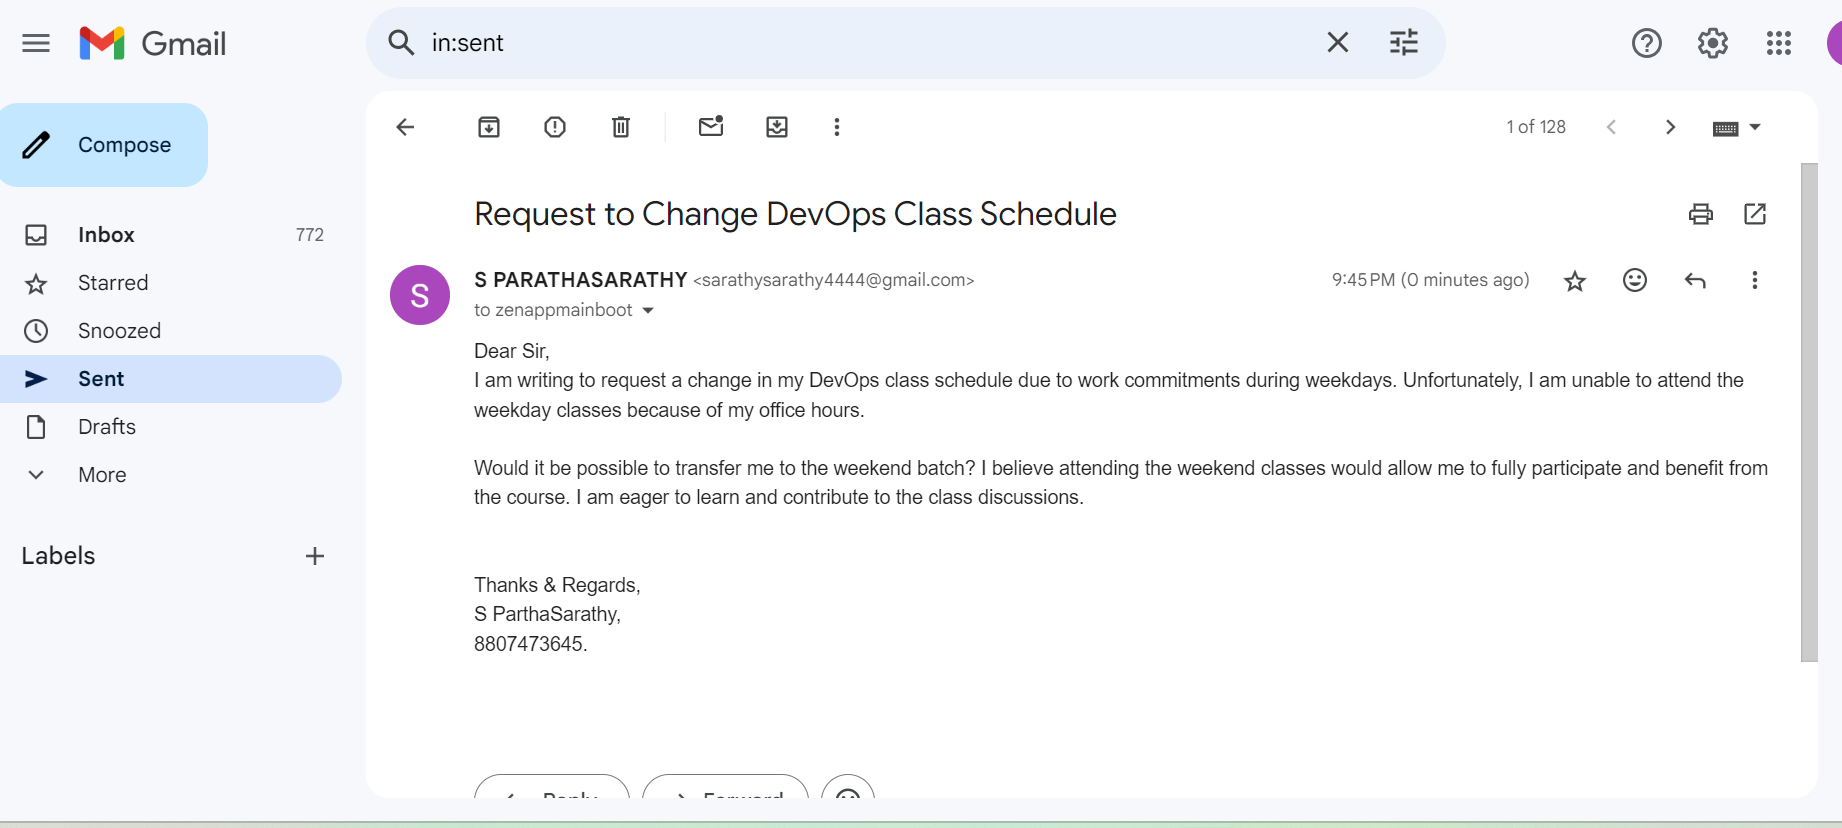 Gmail
in:sent
Compose
1 of 128
Inbox 772
Starred
Snoozed
Sent
Drafts
More
Labels
Request to Change DevOps Class Schedule
S
S PARATHASARATHY <sarathysarathy4444@gmail.com> 9:45 PM (0 minutes ago)
to zenappmainboot
Dear Sir,
I am writing to request a change in my DevOps class schedule due to work commitments during weekdays. Unfortunately, I am unable to attend the
weekday classes because of my office hours.
Would it be possible to transfer me to the weekend batch? I believe attending the weekend classes would allow me to fully participate and benefit from
the course. I am eager to learn and contribute to the class discussions.
Thanks & Regards,
S ParthaSarathy,
8807473645.
Reply Forward